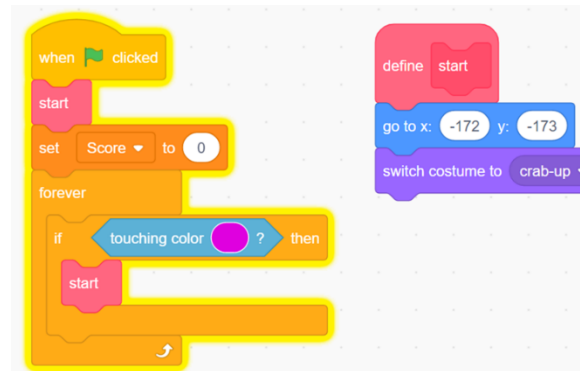 when clicked
start
set Score to 0
forever
if touching color ? then
start
define start
go to x: -172 y: -173
switch costume to crab-up